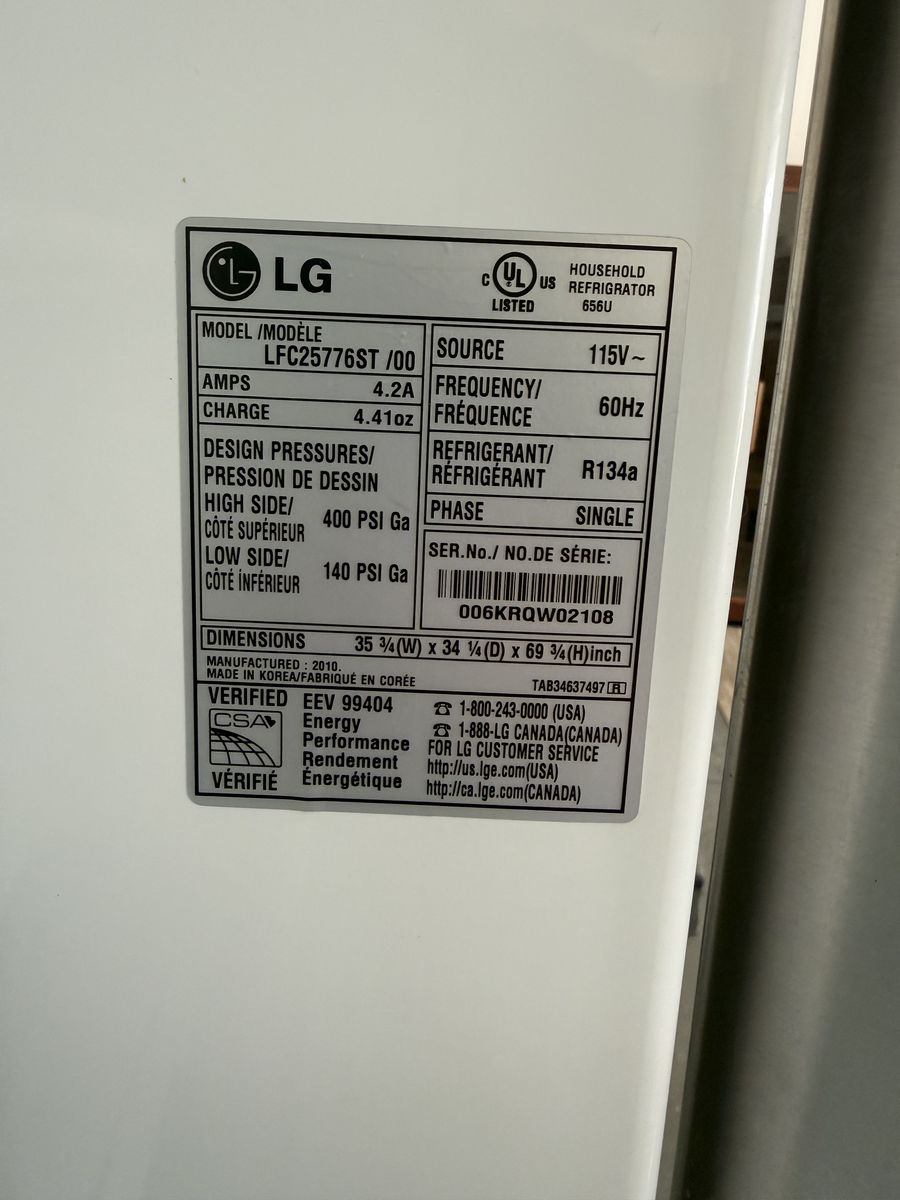 LG
C UL US
LISTED
HOUSEHOLD
REFRIGRATOR
656U
MODEL /MODÈLE
LFC25776ST /00
AMPS 4.2A
CHARGE 4.41oz
DESIGN PRESSURES/
PRESSION DE DESSIN
HIGH SIDE/
CÔTÉ SUPÉRIEUR 400 PSI Ga
LOW SIDE/
CÔTÉ INFÉRIEUR 140 PSI Ga
SOURCE 115V~
FREQUENCY/
FRÉQUENCE 60Hz
REFRIGERANT/
RÉFRIGÉRANT R134a
PHASE SINGLE
SER.No./ NO.DE SÉRIE:
006KRQW02108
DIMENSIONS 35 ¾(W) x 34 ¼(D) x 69 ¾(H)inch
MANUFACTURED : 2010.
MADE IN KOREA/FABRIQUÉ EN CORÉE
TAB34637497 R
VERIFIED
CSA
VÉRIFIÉ
EEV 99404
Energy
Performance
Rendement
Énergétique
☎ 1-800-243-0000 (USA)
☎ 1-888-LG CANADA(CANADA)
FOR LG CUSTOMER SERVICE
http://us.lge.com(USA)
http://ca.lge.com(CANADA)